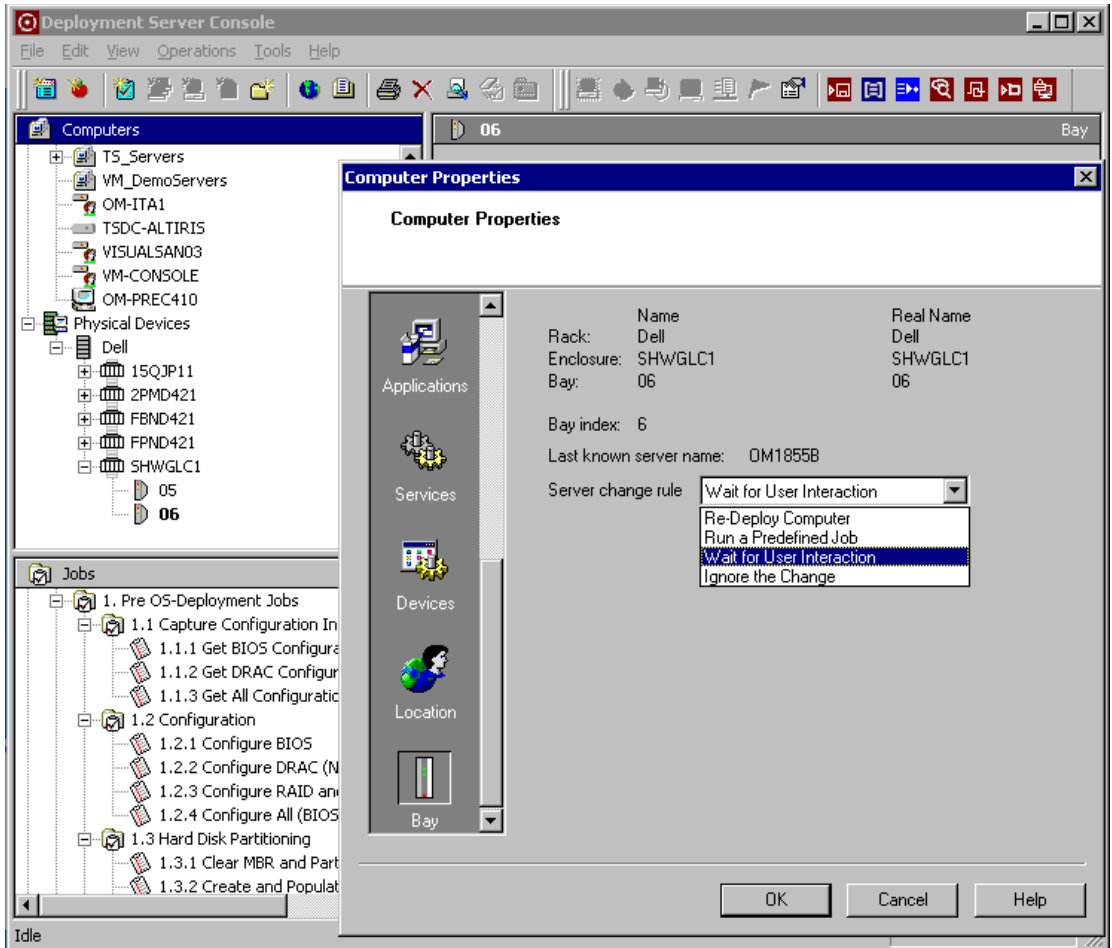 Deployment Server Console
File Edit View Operations Tools Help
Computers
06 Bay
TS_Servers
VM_DemoServers
OM-ITA1
TSDC-ALTIRIS
VISUALSAN03
VM-CONSOLE
OM-PREC410
Physical Devices
Dell
15QJP11
2PMD421
FBND421
FPND421
SHWGLC1
05
06
Jobs
1. Pre OS-Deployment Jobs
1.1 Capture Configuration In
1.1.1 Get BIOS Configura
1.1.2 Get DRAC Configur
1.1.3 Get All Configuratic
1.2 Configuration
1.2.1 Configure BIOS
1.2.2 Configure DRAC (N
1.2.3 Configure RAID an
1.2.4 Configure All (BIOS
1.3 Hard Disk Partitioning
1.3.1 Clear MBR and Part
1.3.2 Create and Populat
Idle
Computer Properties
Computer Properties
Applications
Services
Devices
Location
Bay
Name Real Name
Rack: Dell Dell
Enclosure: SHWGLC1 SHWGLC1
Bay: 06 06
Bay index: 6
Last known server name: OM1855B
Server change rule Wait for User Interaction
Re-Deploy Computer
Run a Predefined Job
Wait for User Interaction
Ignore the Change
OK Cancel Help